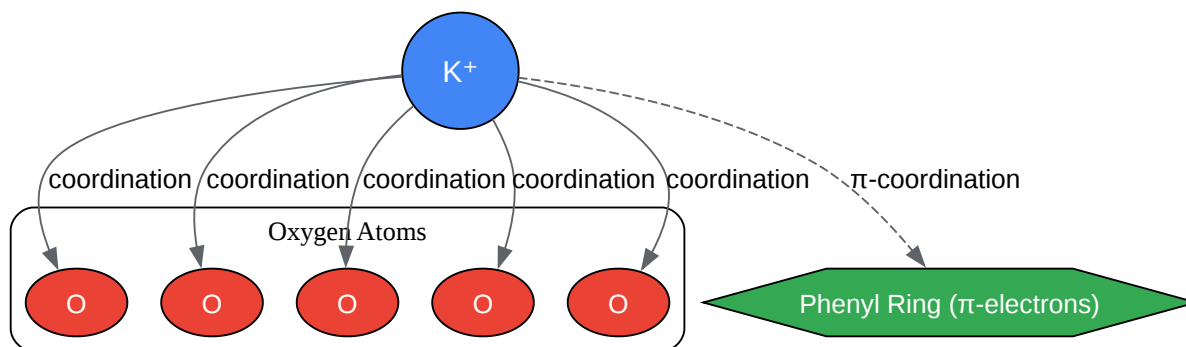 K⁺
coordination coordination coordination coordination coordination π-coordination
Oxygen Atoms
O O O O O Phenyl Ring (π-electrons)